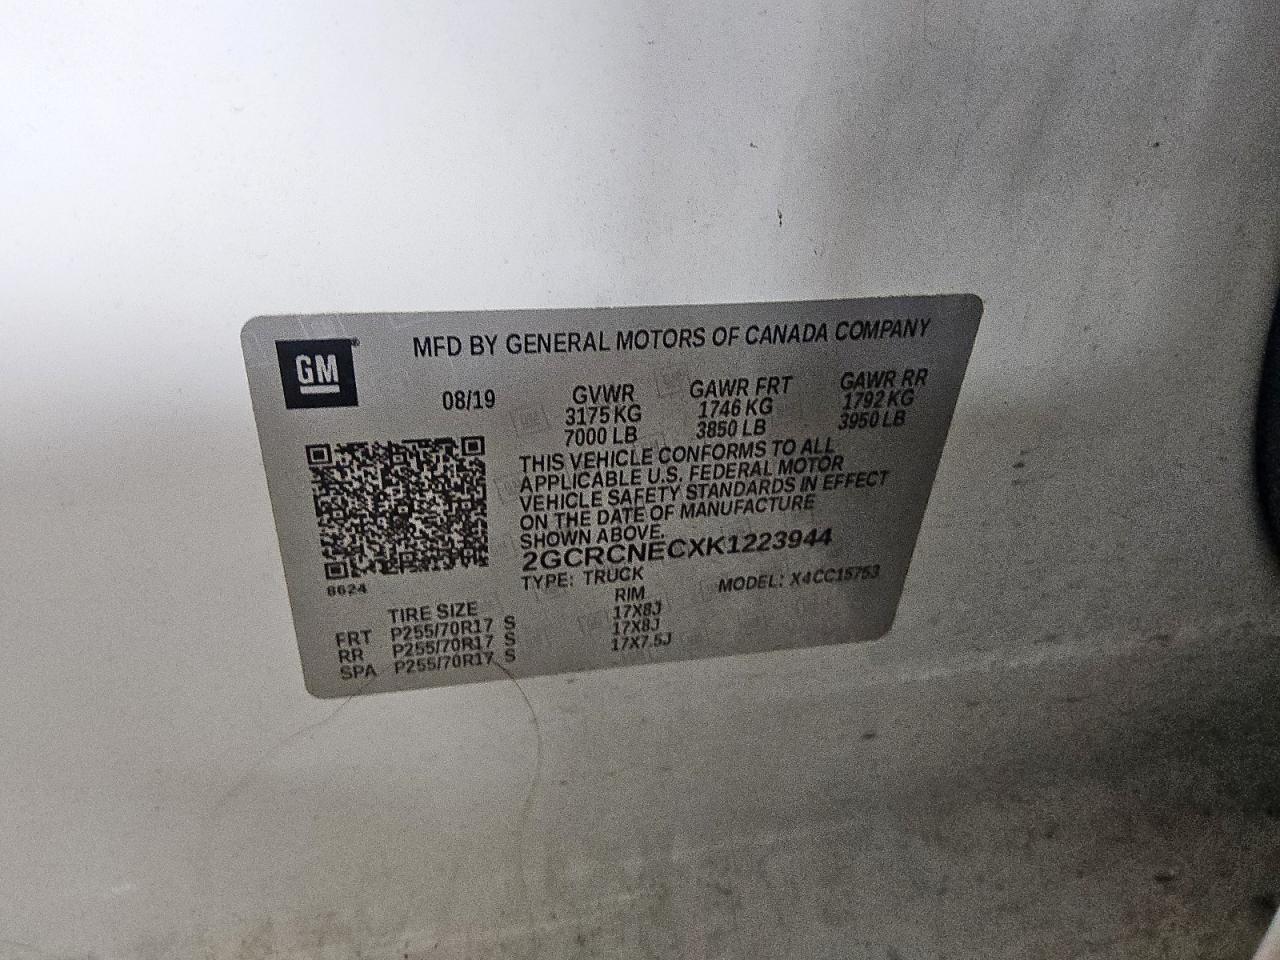 GM
MFD BY GENERAL MOTORS OF CANADA COMPANY
08/19 GVWR GAWR FRT GAWR RR
3175 KG 1746 KG 1792 KG
7000 LB 3850 LB 3950 LB
THIS VEHICLE CONFORMS TO ALL
APPLICABLE U.S. FEDERAL MOTOR
VEHICLE SAFETY STANDARDS IN EFFECT
ON THE DATE OF MANUFACTURE
SHOWN ABOVE.
2GCRCNECXK1223944
TYPE: TRUCK MODEL: X4CC15753
8624
TIRE SIZE RIM
FRT P255/70R17 S 17X8J
RR P255/70R17 S 17X8J
SPA P255/70R17 S 17X7.5J